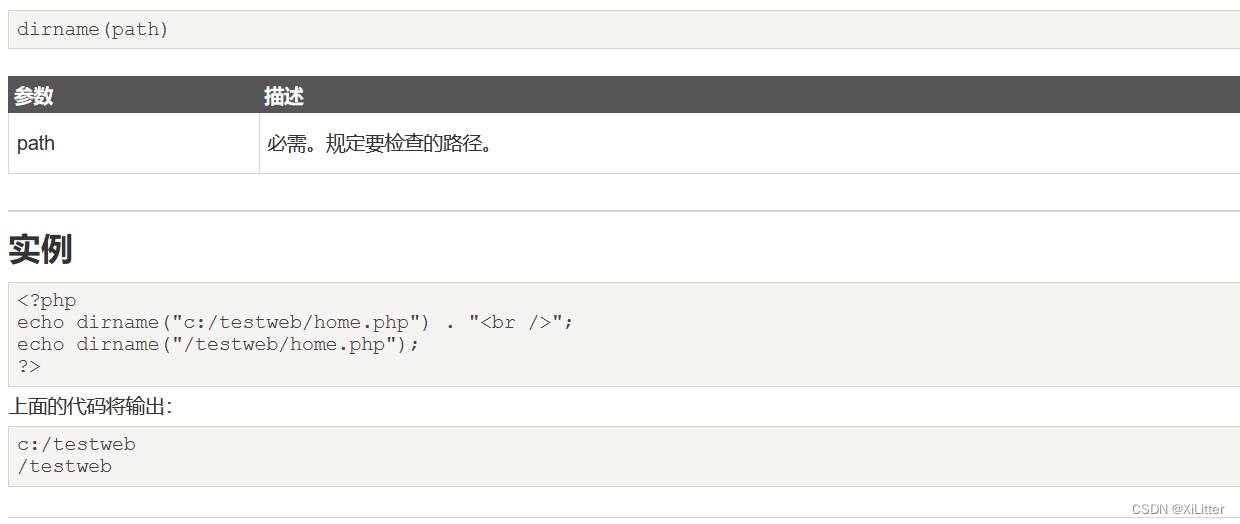 dirname(path)
参数 描述
path 必需。规定要检查的路径。
实例
<?php
echo dirname("c:/testweb/home.php") . "<br />";
echo dirname("/testweb/home.php");
?>
上面的代码将输出：
c:/testweb
/testweb
CSDN @XiLitter